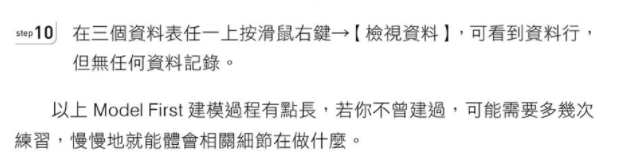 step10 在三個資料表任一上按滑鼠右鍵→【檢視資料】，可看到資料行，
但無任何資料記錄。
以上 Model First 建模過程有點長，若你不曾建過，可能需要多幾次
練習，慢慢地就能體會相關細節在做什麼。